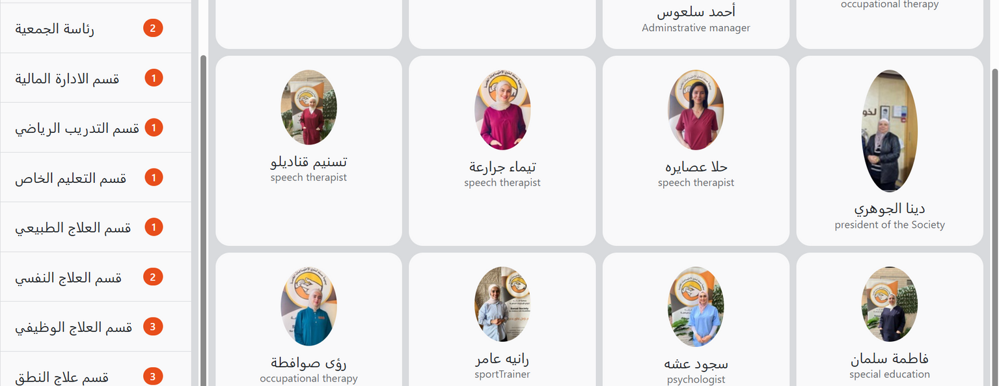 رئاسة الجمعية
2
قسم الادارة المالية
1
قسم التدريب الرياضي
1
قسم التعليم الخاص
1
قسم العلاج الطبيعي
1
قسم العلاج النفسي
2
قسم العلاج الوظيفي
3
قسم علاج النطق
3
أحمد سلعوس
Adminstrative manager
occupational therapy
تسنيم قناديلو
speech therapist
تيماء جرارعة
speech therapist
حلا عصايره
speech therapist
دينا الجوهري
president of the Society
رؤى صوافطة
occupational therapy
رانيه عامر
sportTrainer
سجود عشه
psychologist
فاطمة سلمان
special education